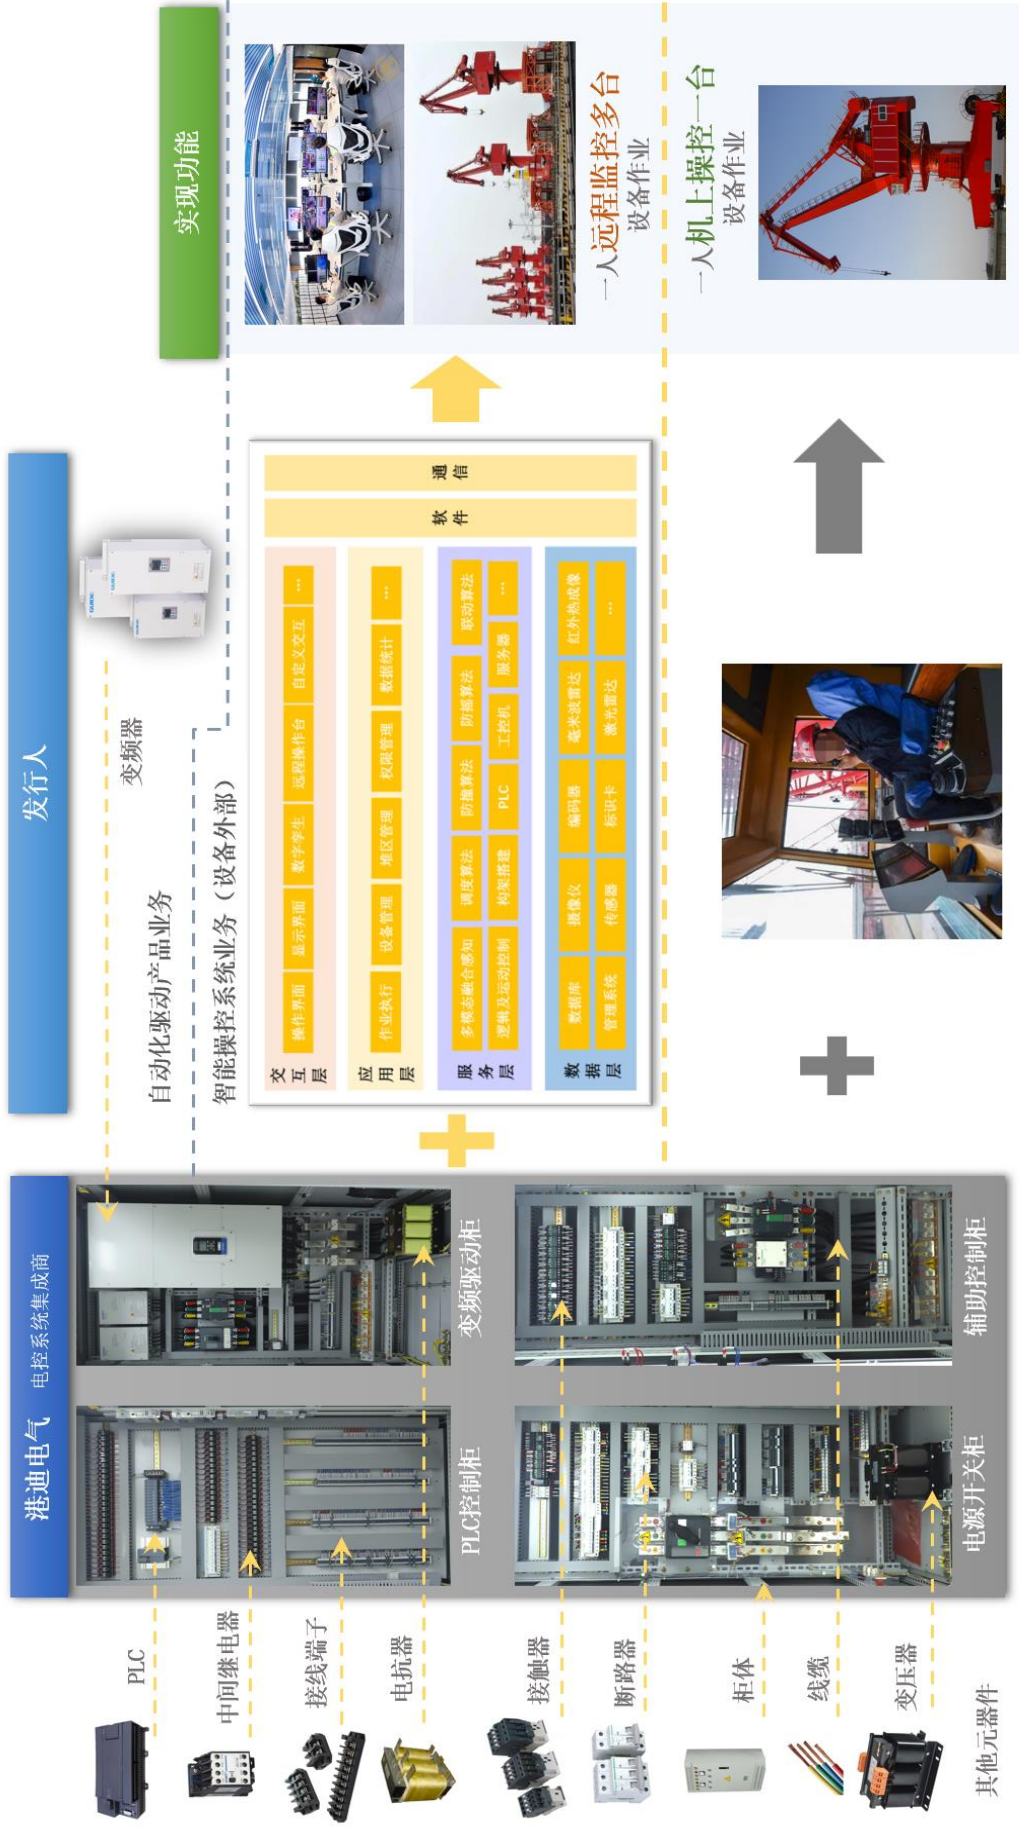 港迪电气 电控系统集成商
发行人
实现功能
PLC
中间继电器
接线端子
电抗器
接触器
断路器
柜体
线缆
变压器
其他元器件
PLC控制柜
变频驱动柜
电源开关柜
辅助控制柜
变频器
自动化驱动产品业务
智能操控系统业务（设备外部）
交互层
操作界面 显示界面 数字孪生 远程操作台 自定义交互 ...
应用层
作业执行 设备管理 堆区管理 权限管理 数据统计 ...
服务层
多模态融合感知 调度算法 防撞算法 防摇算法 联动算法
逻辑及运动控制 构架搭建 PLC 工控机 服务器 ...
数据层
数据库 摄像仪 编码器 毫米波雷达 红外热成像
管理系统 传感器 标识卡 激光雷达 ...
软件
通信
一人远程监控多台
设备作业
一人机上操控一台
设备作业